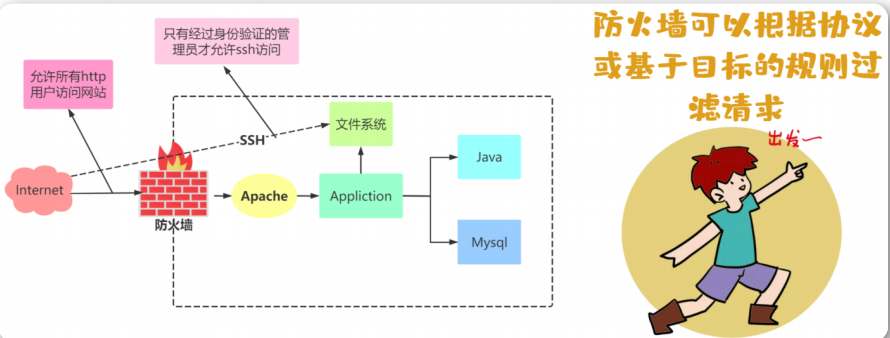 只有经过身份验证的管
理员才允许ssh访问
允许所有http
用户访问网站
防火墙可以根据协议
或基于目标的规则过
滤请求
出发~
文件系统
SSH
Java
Internet
Apache
Appliction
防火墙
Mysql